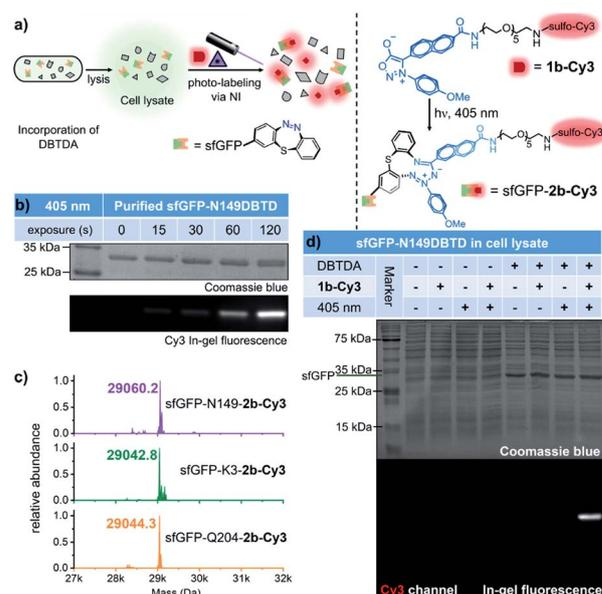 a)
lysis
Cell lysate
photo-labeling
via NI
Incorporation of
DBTDA
= sfGFP
N=N
S
O
N
H
O
5
H
N
sulfo-Cy3
= 1b-Cy3
OMe
hν, 405 nm
sulfo-Cy3
OMe
= sfGFP-2b-Cy3
b) 405 nm Purified sfGFP-N149DBTD
exposure (s) 0 15 30 60 120
35 kDa
25 kDa
Coomassie blue
Cy3 In-gel fluorescence
c)
relative abundance
1.0
0.5
0.0
29060.2
sfGFP-N149-2b-Cy3
1.0
0.5
0.0
29042.8
sfGFP-K3-2b-Cy3
1.0
0.5
0.0
29044.3
sfGFP-Q204-2b-Cy3
27k 28k 29k 30k 31k 32k
Mass (Da)
d) sfGFP-N149DBTD in cell lysate
DBTDA - - - - + + + +
1b-Cy3 - + - + - + - +
405 nm - - + + - - + +
Marker
75 kDa
sfGFP
35 kDa
25 kDa
15 kDa
Coomassie blue
Cy3 channel In-gel fluorescence